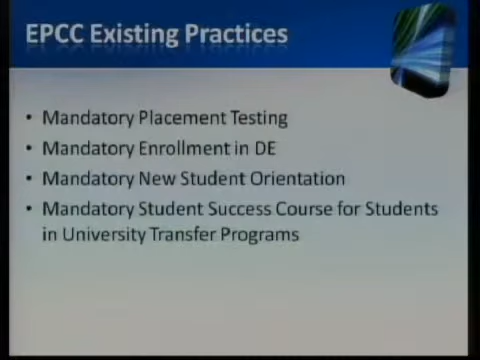 EPCC Existing Practices
• Mandatory Placement Testing
• Mandatory Enrollment in DE
• Mandatory New Student Orientation
• Mandatory Student Success Course for Students
in University Transfer Programs